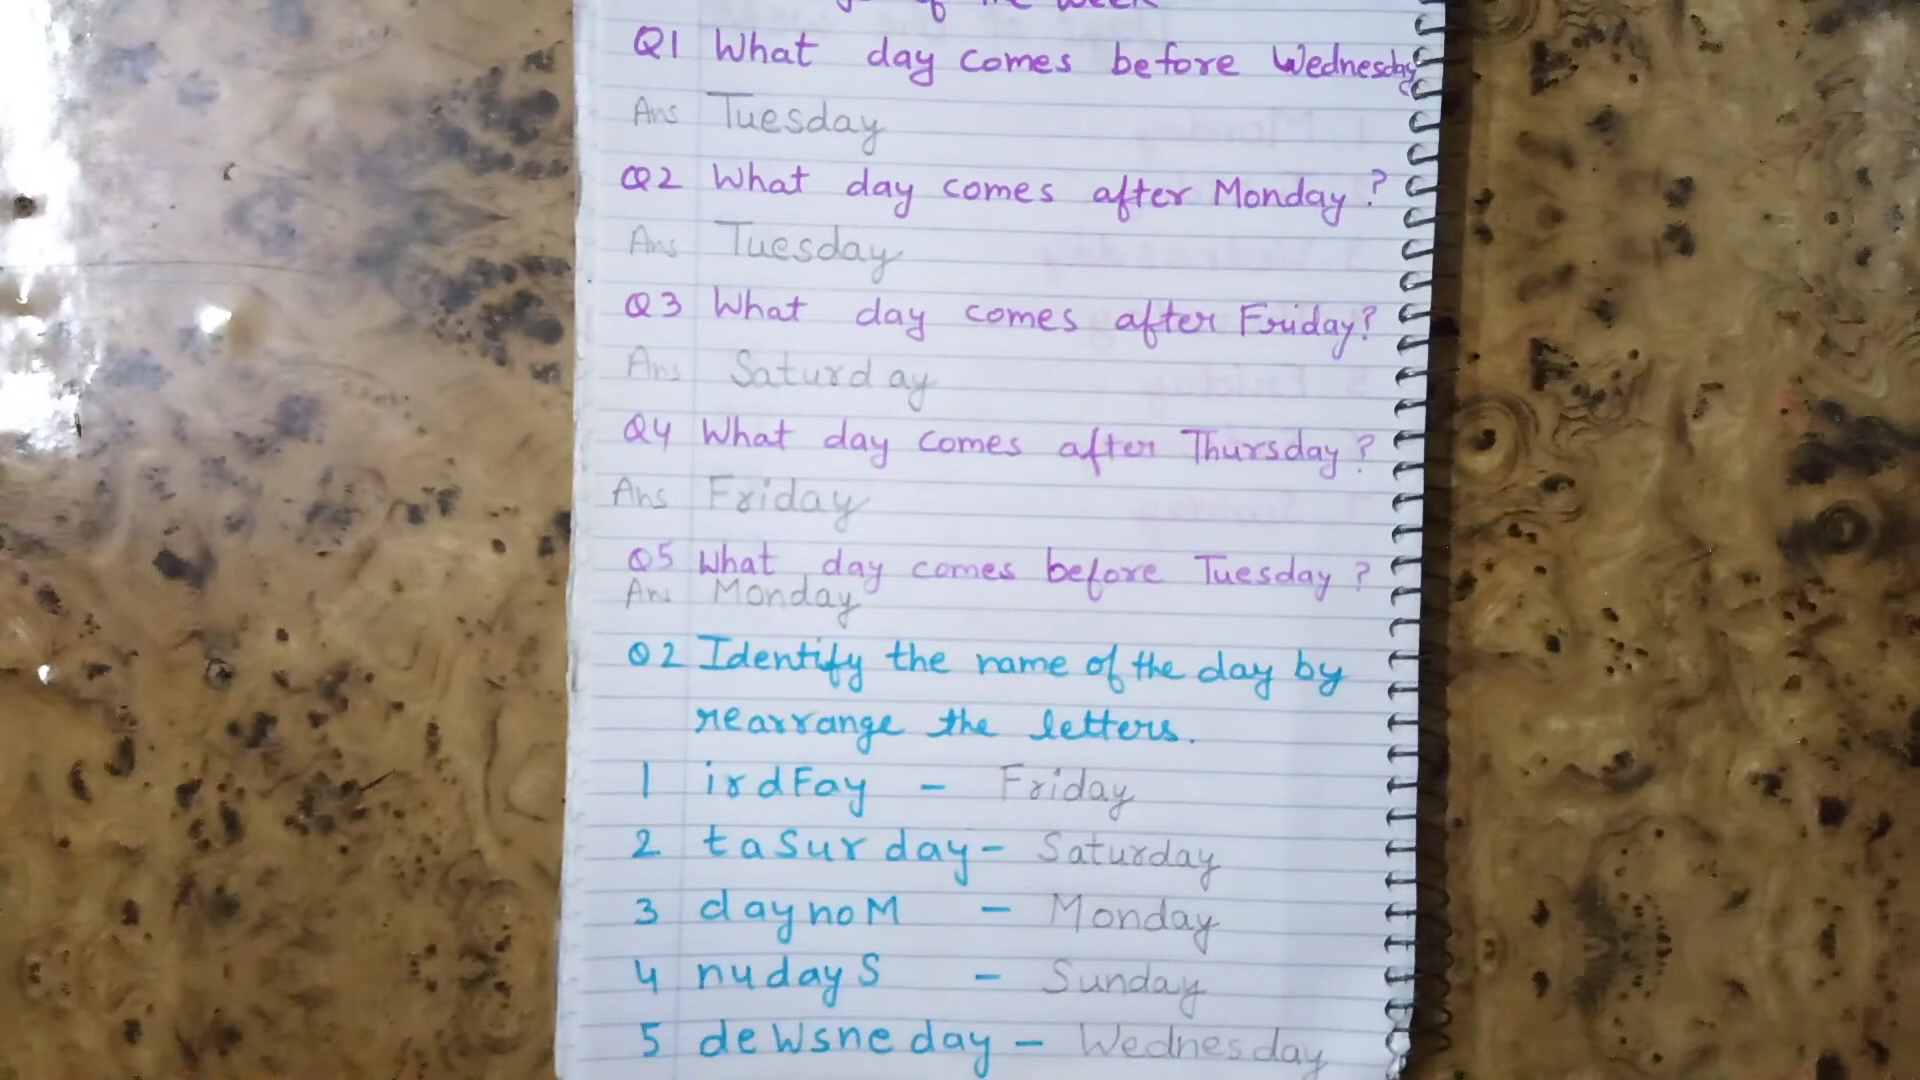 of the week
Q1 What day comes before Wednesday
Ans Tuesday
Q2 What day comes after Monday ?
Ans Tuesday
Q3 What day comes after Friday?
Ans Saturday
Q4 What day comes after Thursday ?
Ans Friday
Q5 What day comes before Tuesday ?
Ans Monday
Q2 Identify the name of the day by
rearrange the letters.
1 irdFay - Friday
2 taSurday - Saturday
3 daynoM - Monday
4 nudayS - Sunday
5 deWsneday - Wednesday